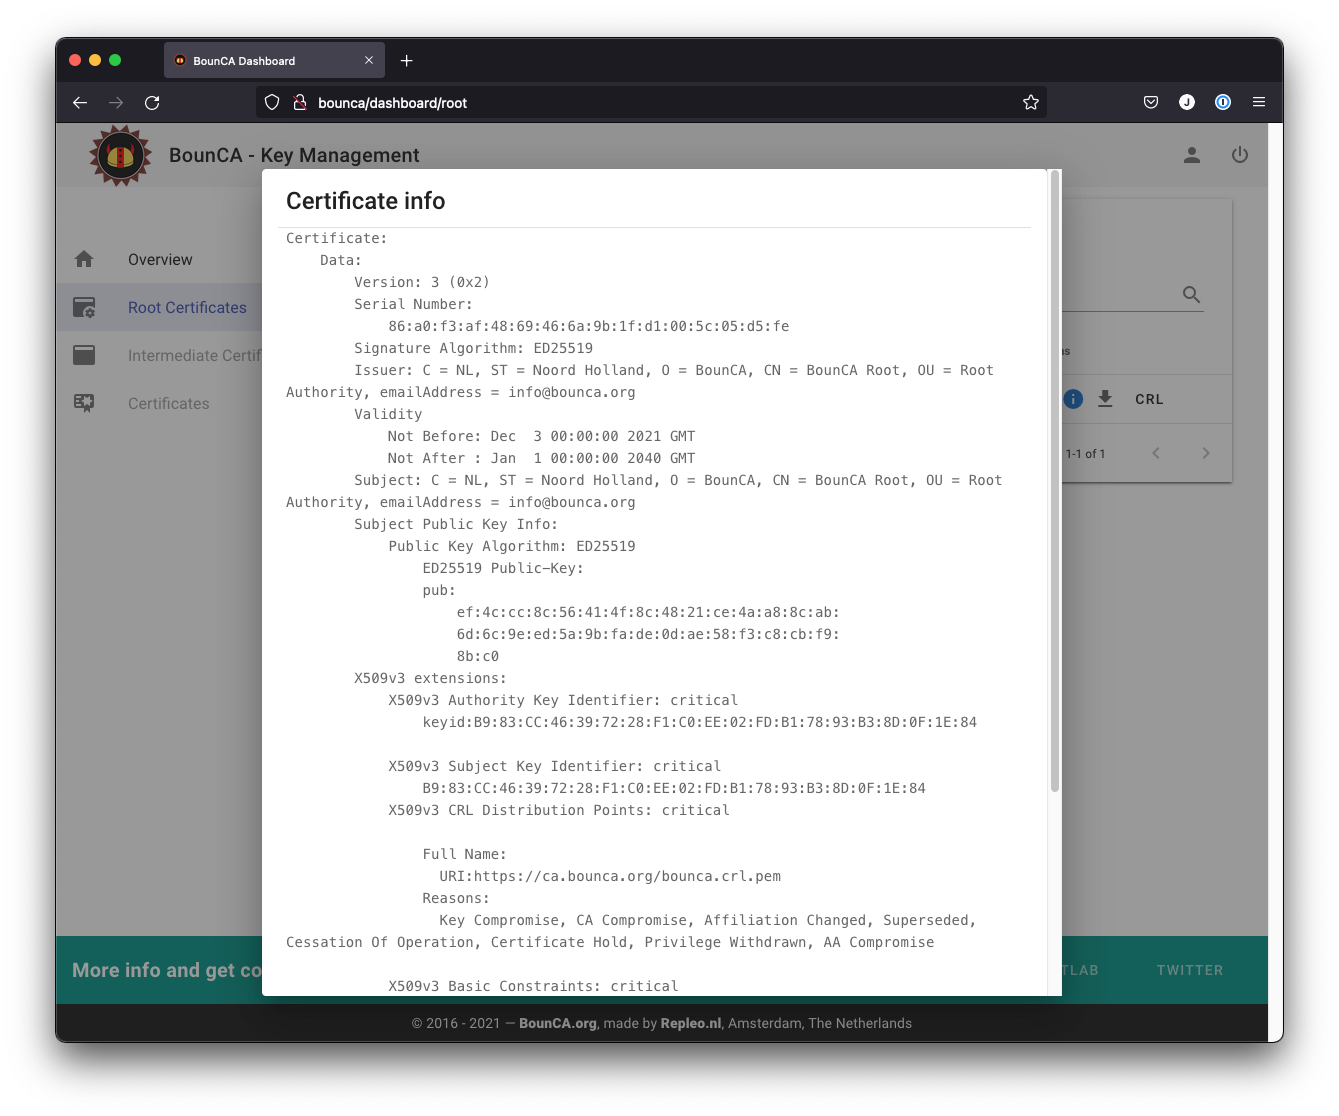 BounCA Dashboard
bounca/dashboard/root
J
BounCA - Key Management
Certificate info
Overview
Root Certificates
Intermediate Certif
Certificates
Certificate:
Data:
Version: 3 (0x2)
Serial Number:
86:a0:f3:af:48:69:46:6a:9b:1f:d1:00:5c:05:d5:fe
Signature Algorithm: ED25519
Issuer: C = NL, ST = Noord Holland, O = BounCA, CN = BounCA Root, OU = Root
Authority, emailAddress = info@bounca.org
Validity
Not Before: Dec  3 00:00:00 2021 GMT
Not After : Jan  1 00:00:00 2040 GMT
Subject: C = NL, ST = Noord Holland, O = BounCA, CN = BounCA Root, OU = Root
Authority, emailAddress = info@bounca.org
Subject Public Key Info:
Public Key Algorithm: ED25519
ED25519 Public-Key:
pub:
ef:4c:cc:8c:56:41:4f:8c:48:21:ce:4a:a8:8c:ab:
6d:6c:9e:ed:5a:9b:fa:de:0d:ae:58:f3:c8:cb:f9:
8b:c0
X509v3 extensions:
X509v3 Authority Key Identifier: critical
keyid:B9:83:CC:46:39:72:28:F1:C0:EE:02:FD:B1:78:93:B3:8D:0F:1E:84
X509v3 Subject Key Identifier: critical
B9:83:CC:46:39:72:28:F1:C0:EE:02:FD:B1:78:93:B3:8D:0F:1E:84
X509v3 CRL Distribution Points: critical
Full Name:
URI:https://ca.bounca.org/bounca.crl.pem
Reasons:
Key Compromise, CA Compromise, Affiliation Changed, Superseded,
Cessation Of Operation, Certificate Hold, Privilege Withdrawn, AA Compromise
X509v3 Basic Constraints: critical
ns
CRL
1-1 of 1
More info and get co
TLAB
TWITTER
© 2016 - 2021 — BounCA.org, made by Repleo.nl, Amsterdam, The Netherlands